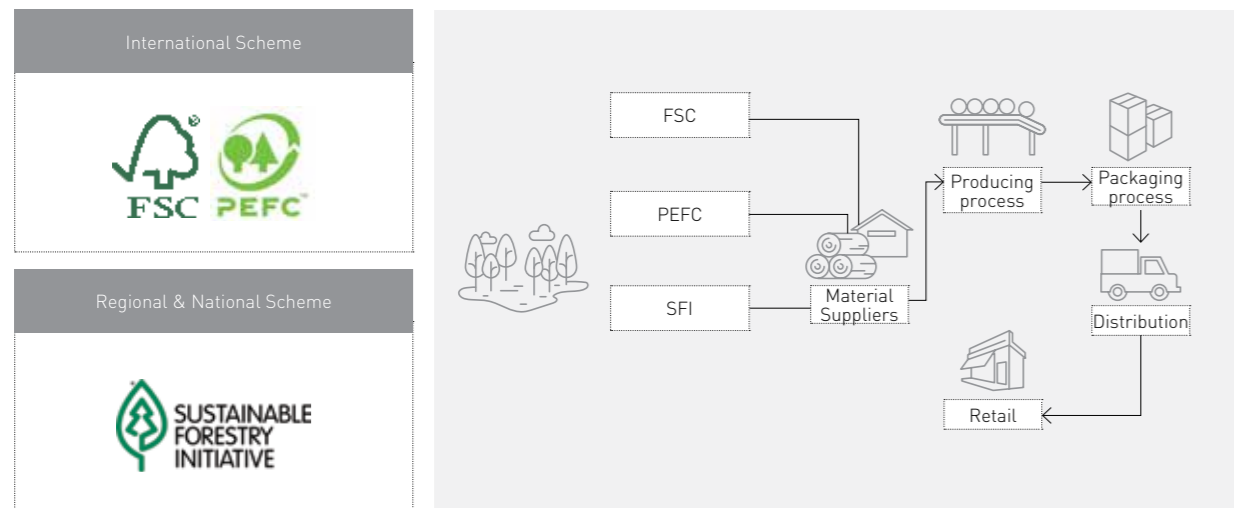 International Scheme
FSC
PEFC
Regional & National Scheme
SUSTAINABLE
FORESTRY
INITIATIVE
FSC
PEFC
SFI
Material
Suppliers
Producing
process
Packaging
process
Distribution
Retail